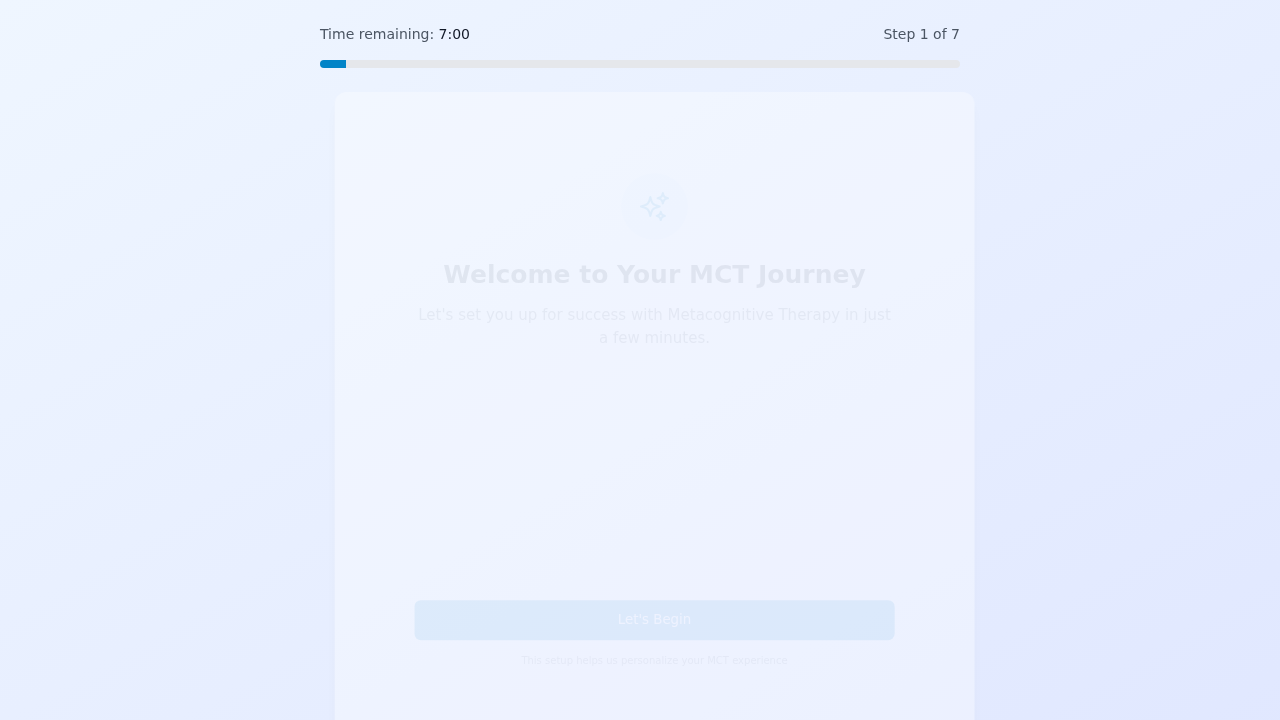 Time remaining: 7:00
Step 1 of 7
Welcome to Your MCT Journey
Let's set you up for success with Metacognitive Therapy in just
a few minutes.
Let's Begin
This setup helps us personalize your MCT experience